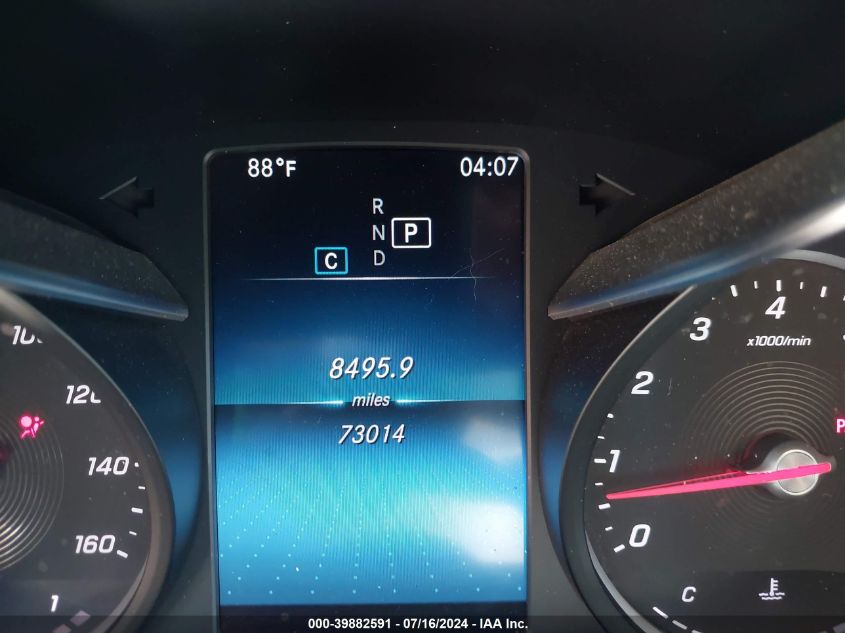 88°F 04:07
R
N P
C D
8495.9
miles
73014
120
140
160
1
4
3 x1000/min
2
1
0
C
000-39882591 - 07/16/2024 - IAA Inc.